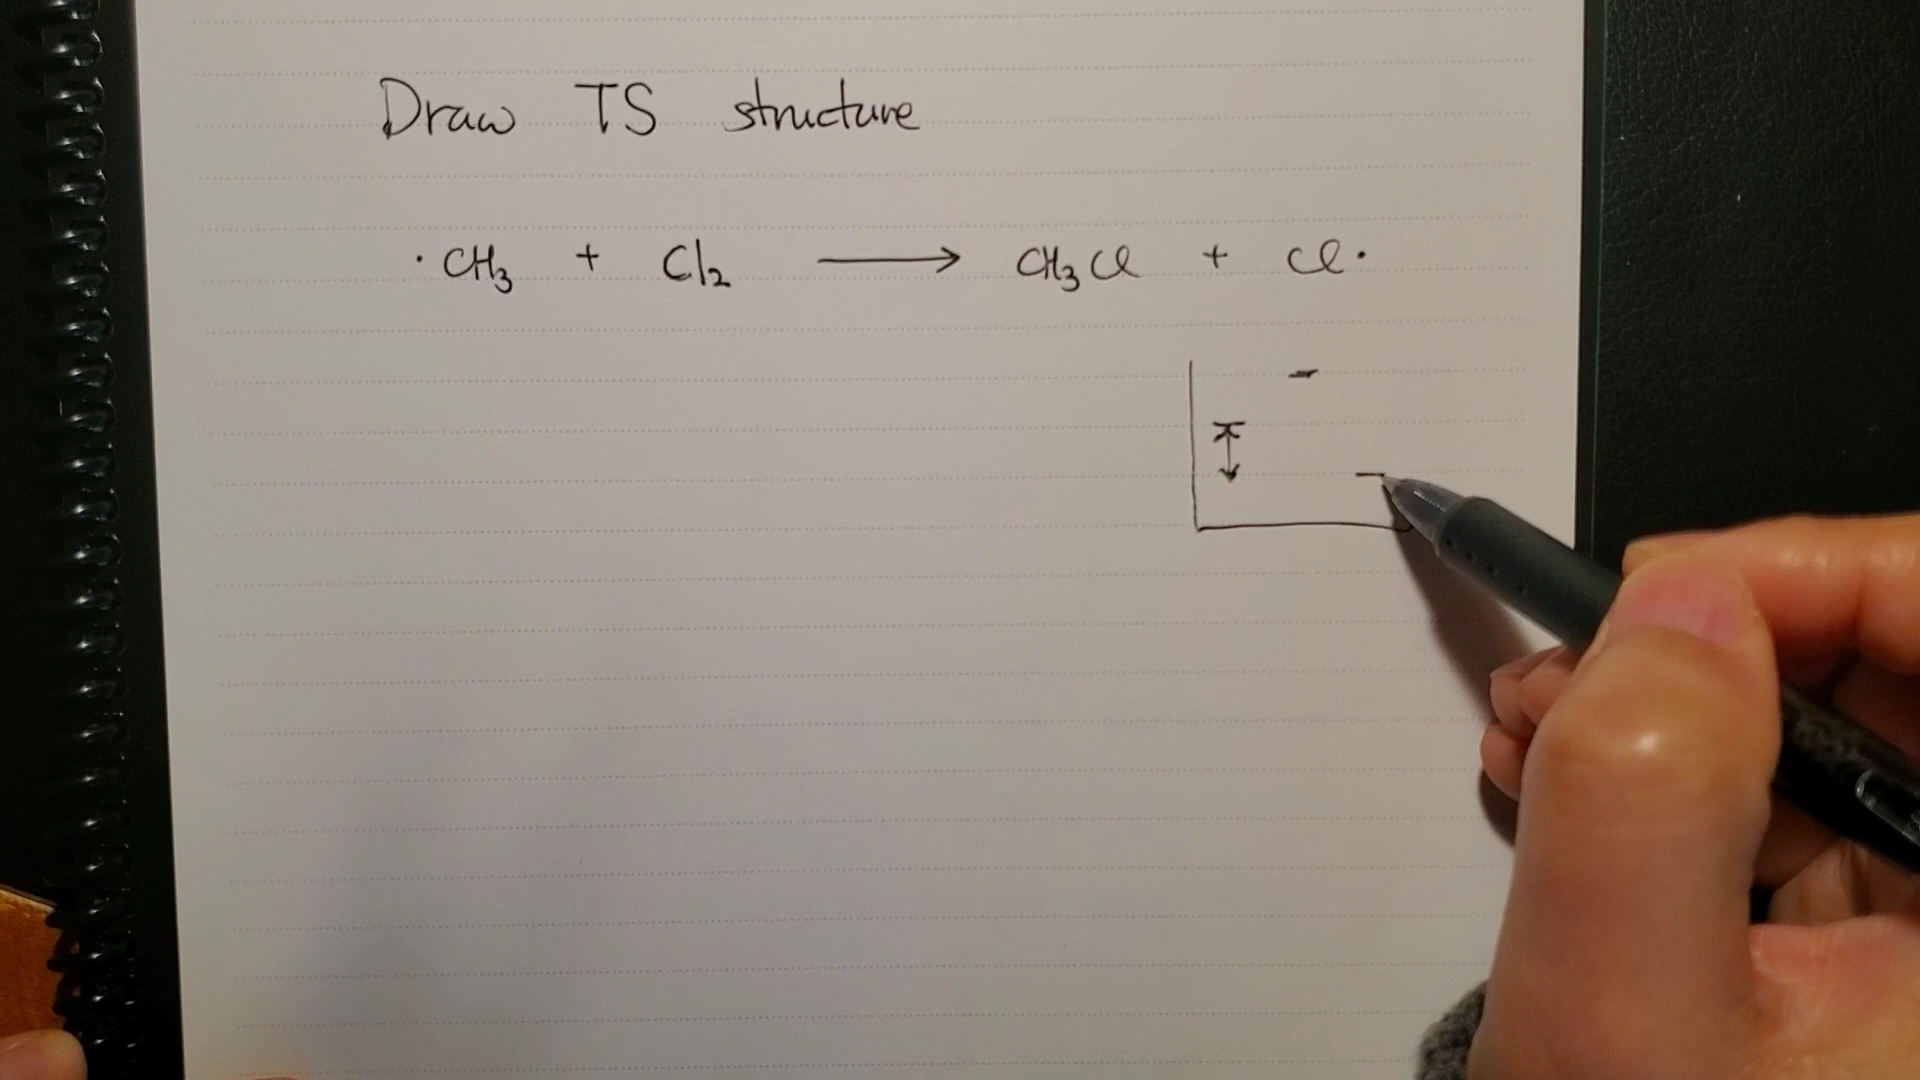 Draw TS structure
·CH₃ + Cl₂ ⟶ CH₃Cl + Cl·